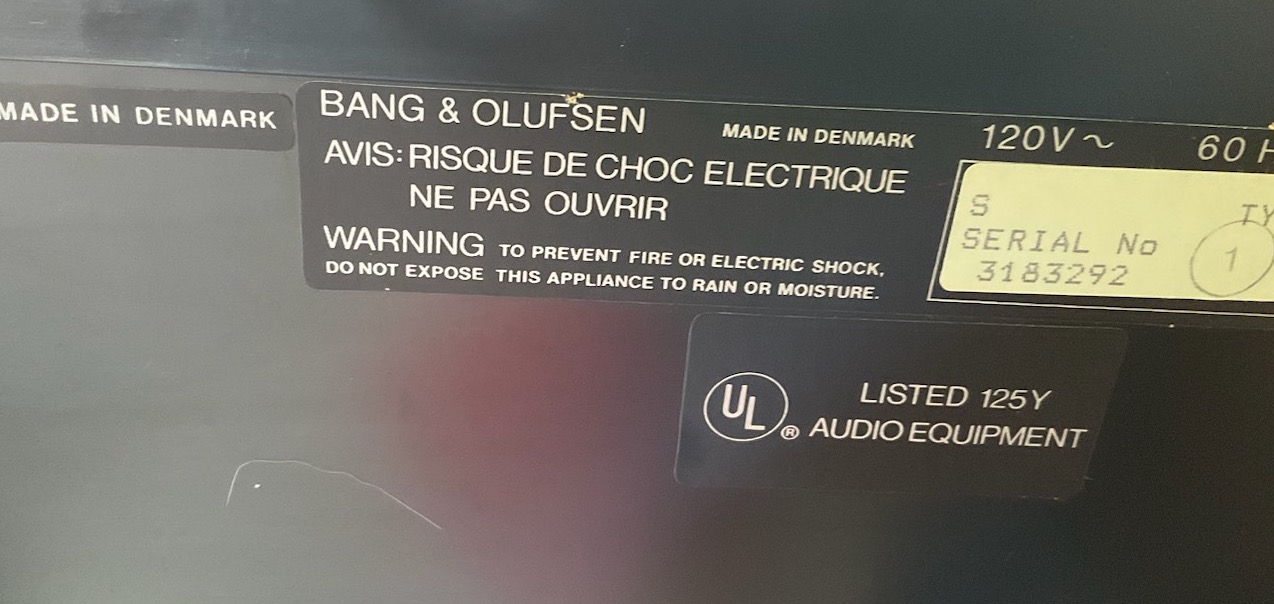 MADE IN DENMARK
BANG & OLUFSEN
MADE IN DENMARK
120V ~
60 H
AVIS: RISQUE DE CHOC ELECTRIQUE
NE PAS OUVRIR
WARNING TO PREVENT FIRE OR ELECTRIC SHOCK,
DO NOT EXPOSE THIS APPLIANCE TO RAIN OR MOISTURE.
S TY
SERIAL No
3183292
1
UL ® LISTED 125Y
AUDIO EQUIPMENT